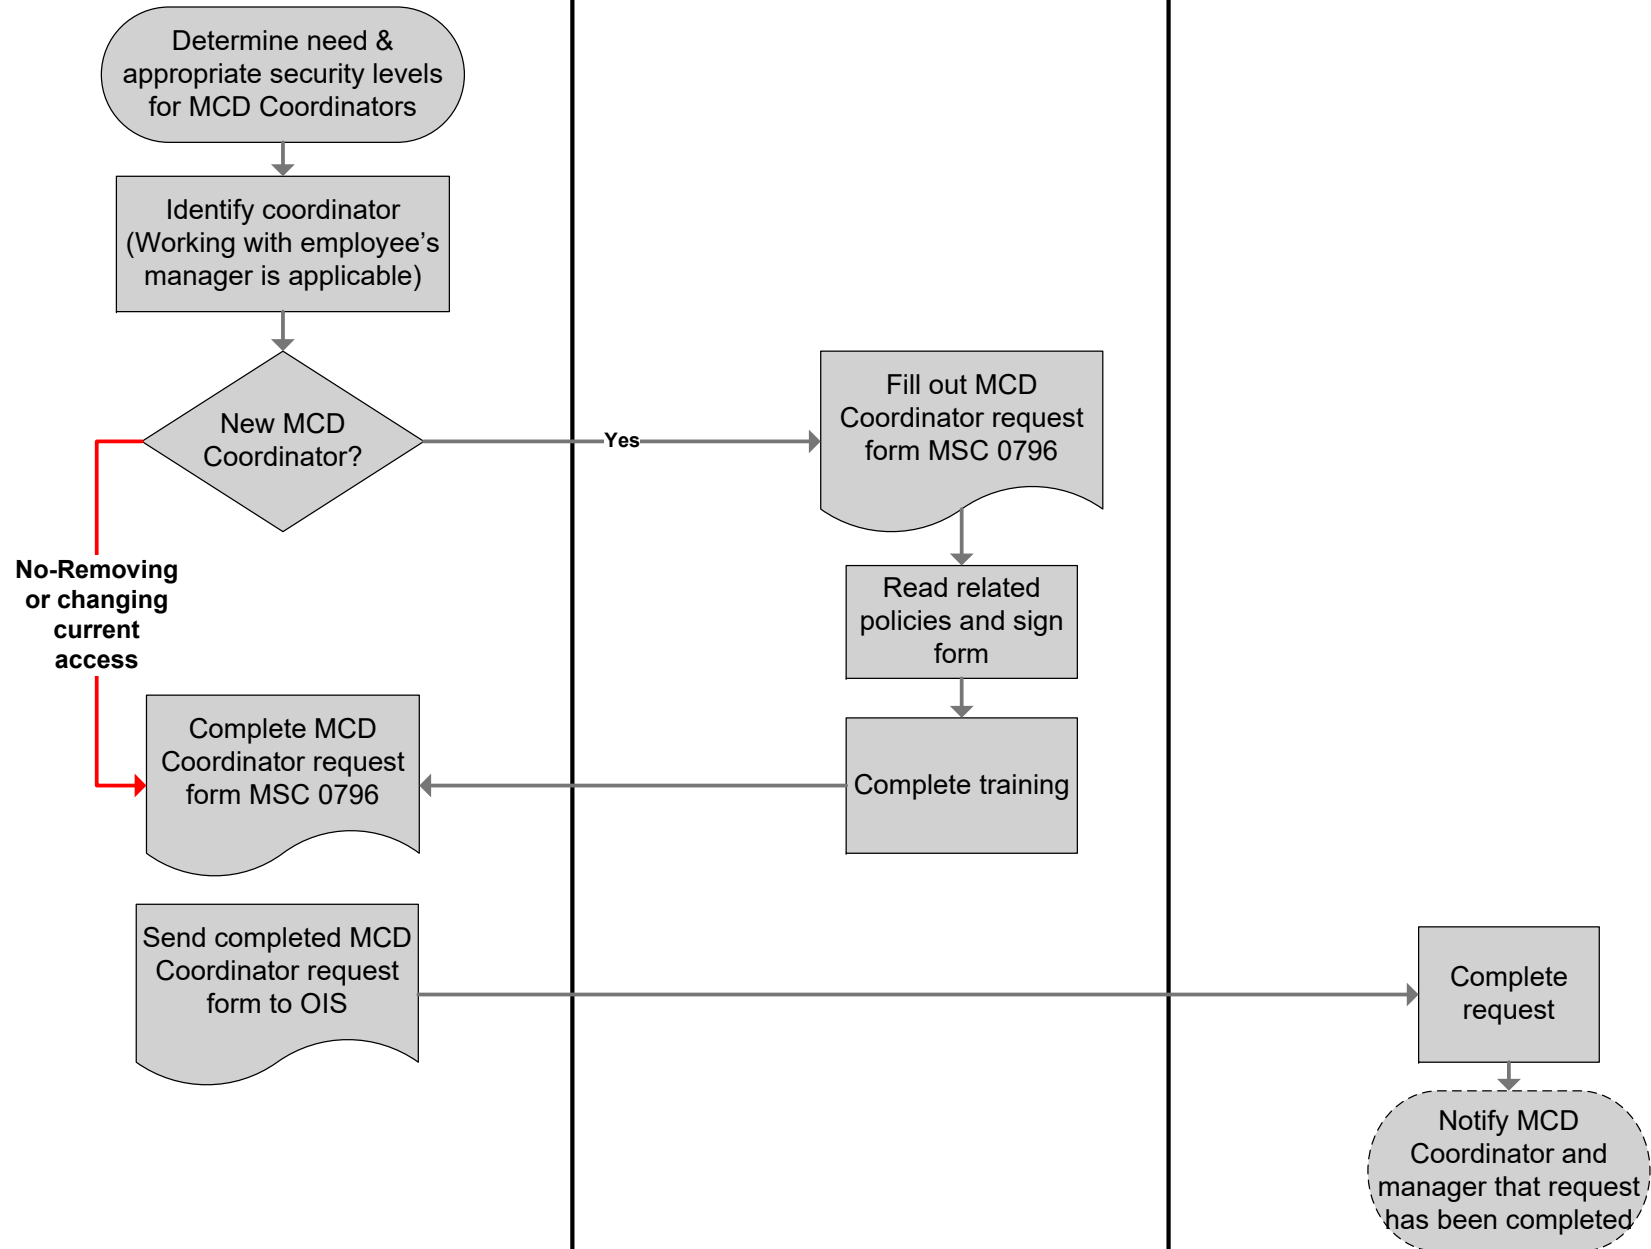 Determine need &
appropriate security levels
for MCD Coordinators
Identify coordinator
(Working with employee’s
manager is applicable)
New MCD
Coordinator?
Yes
Fill out MCD
Coordinator request
form MSC 0796
No-Removing
or changing
current
access
Read related
policies and sign
form
Complete MCD
Coordinator request
form MSC 0796
Complete training
Send completed MCD
Coordinator request
form to OIS
Complete
request
Notify MCD
Coordinator and
manager that request
has been completed